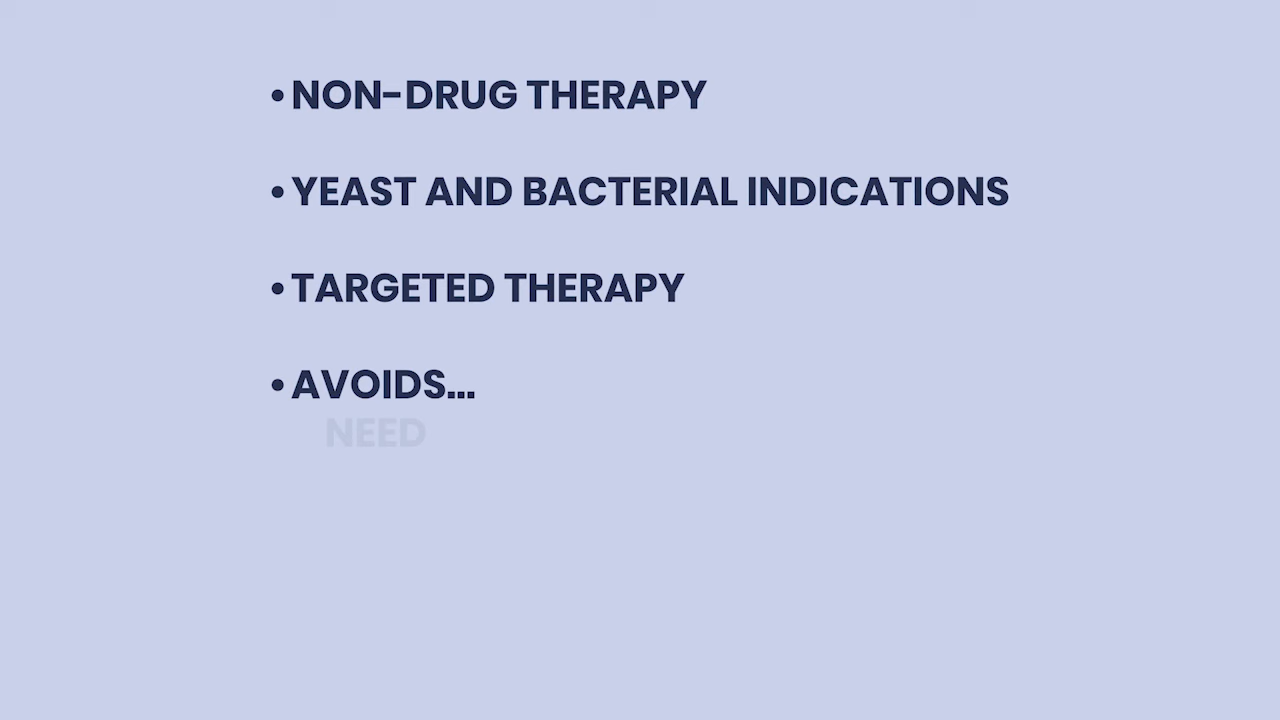 • NON-DRUG THERAPY
• YEAST AND BACTERIAL INDICATIONS
• TARGETED THERAPY
• AVOIDS...
NEED